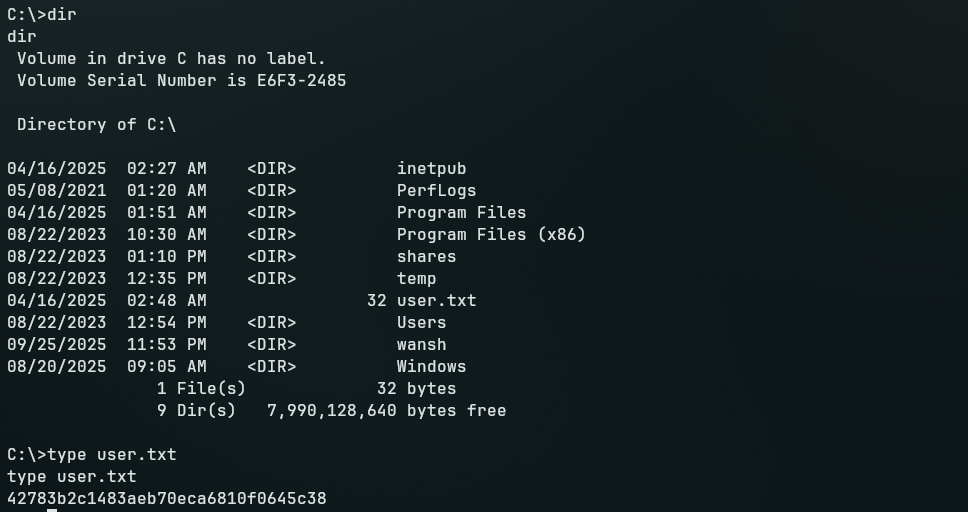 C:\>dir
dir
 Volume in drive C has no label.
 Volume Serial Number is E6F3-2485

 Directory of C:\

04/16/2025  02:27 AM    <DIR>          inetpub
05/08/2021  01:20 AM    <DIR>          PerfLogs
04/16/2025  01:51 AM    <DIR>          Program Files
08/22/2023  10:30 AM    <DIR>          Program Files (x86)
08/22/2023  01:10 PM    <DIR>          shares
08/22/2023  12:35 PM    <DIR>          temp
04/16/2025  02:48 AM                32 user.txt
08/22/2023  12:54 PM    <DIR>          Users
09/25/2025  11:53 PM    <DIR>          wansh
08/20/2025  09:05 AM    <DIR>          Windows
               1 File(s)             32 bytes
               9 Dir(s)   7,990,128,640 bytes free

C:\>type user.txt
type user.txt
42783b2c1483aeb70eca6810f0645c38